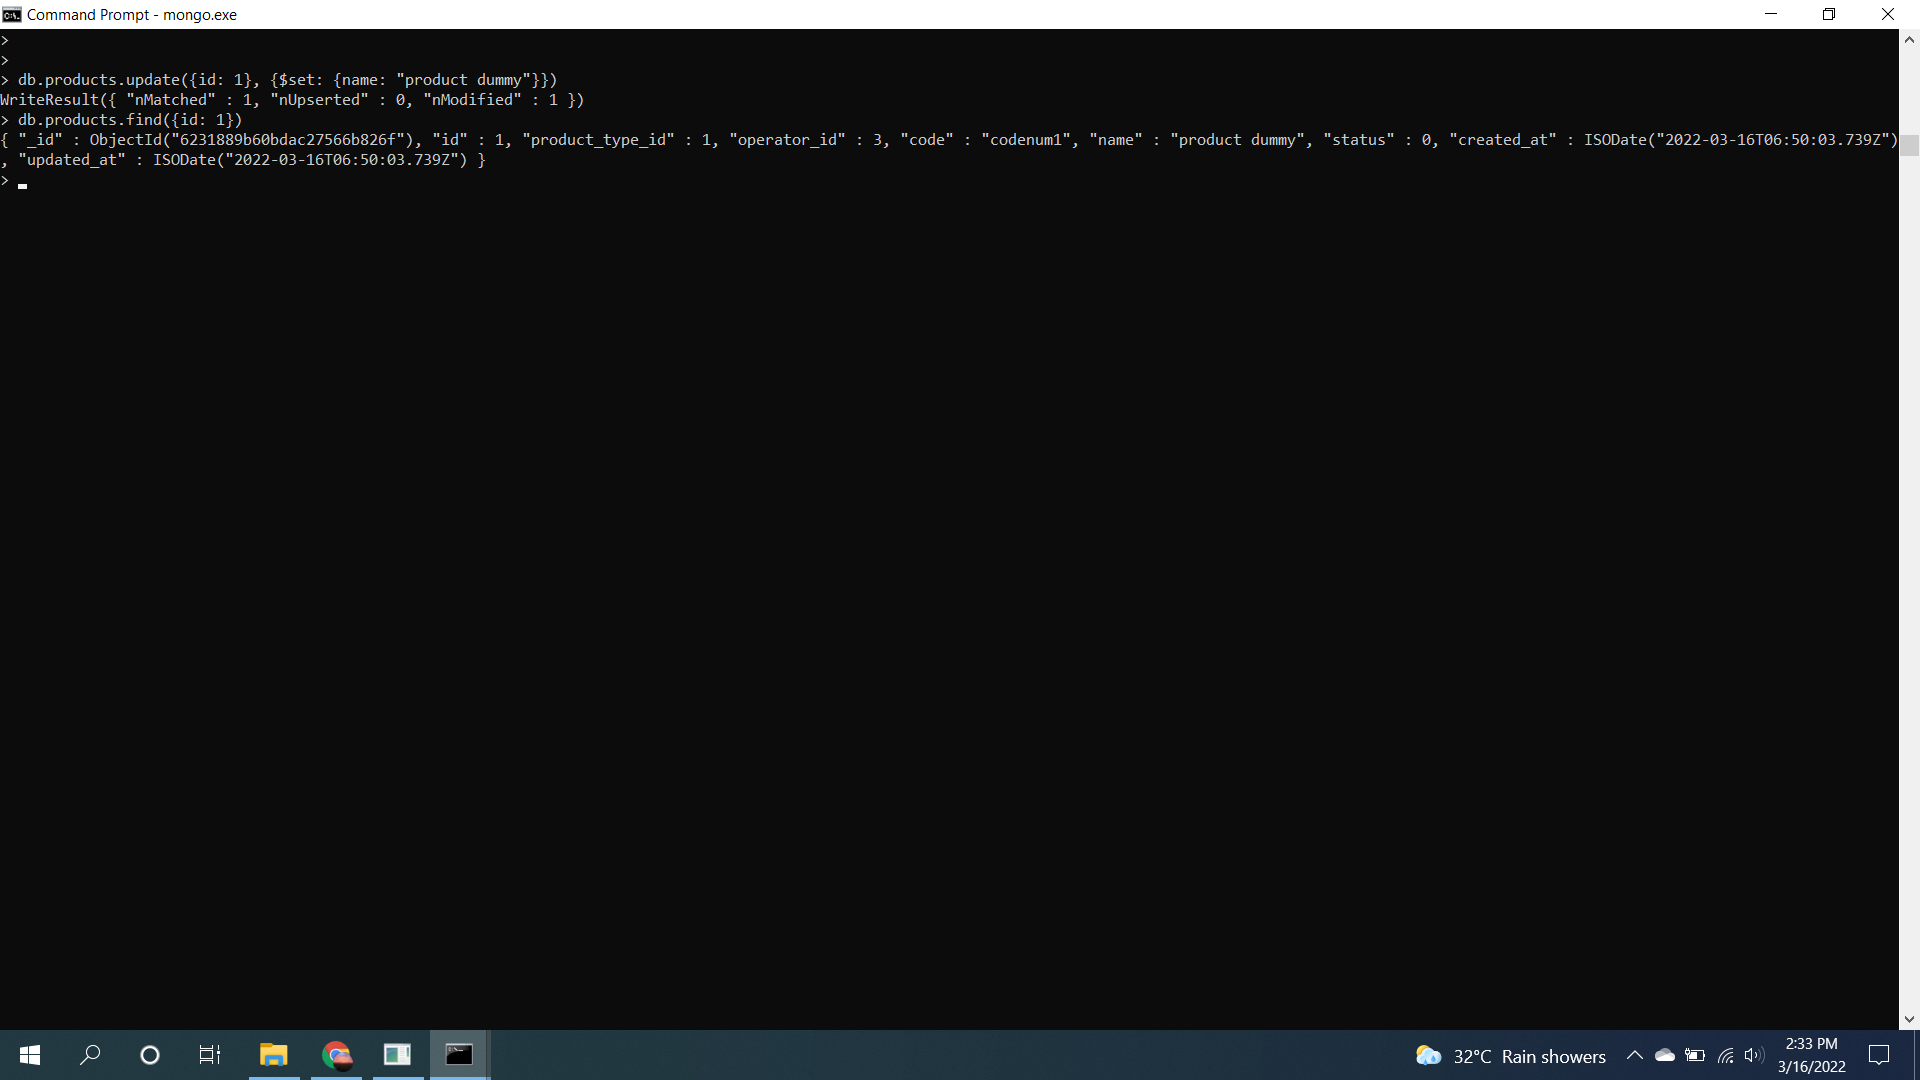 Command Prompt - mongo.exe
>
>
> db.products.update({id: 1}, {$set: {name: "product dummy"}})
WriteResult({ "nMatched" : 1, "nUpserted" : 0, "nModified" : 1 })
> db.products.find({id: 1})
{ "_id" : ObjectId("6231889b60bdac27566b826f"), "id" : 1, "product_type_id" : 1, "operator_id" : 3, "code" : "codenum1", "name" : "product dummy", "status" : 0, "created_at" : ISODate("2022-03-16T06:50:03.739Z")
, "updated_at" : ISODate("2022-03-16T06:50:03.739Z") }
>
32°C Rain showers
2:33 PM
3/16/2022